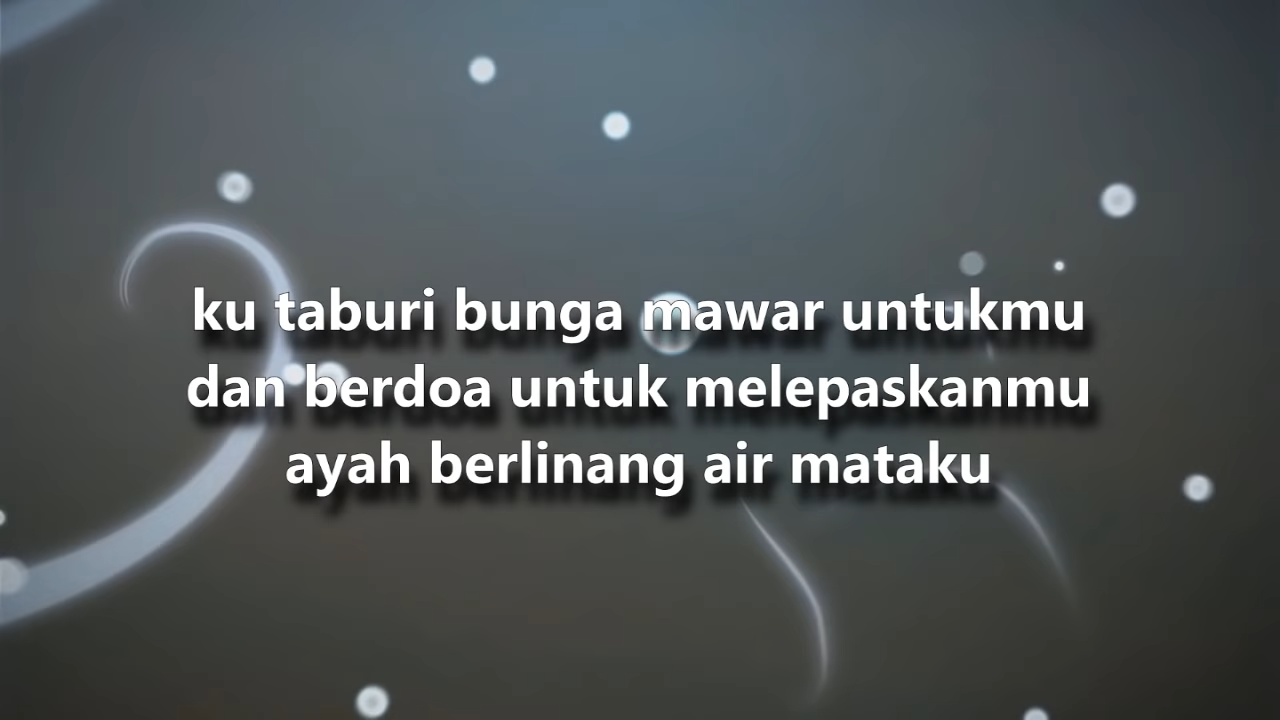 ku taburi bunga mawar untukmu
dan berdoa untuk melepaskanmu
ayah berlinang air mataku